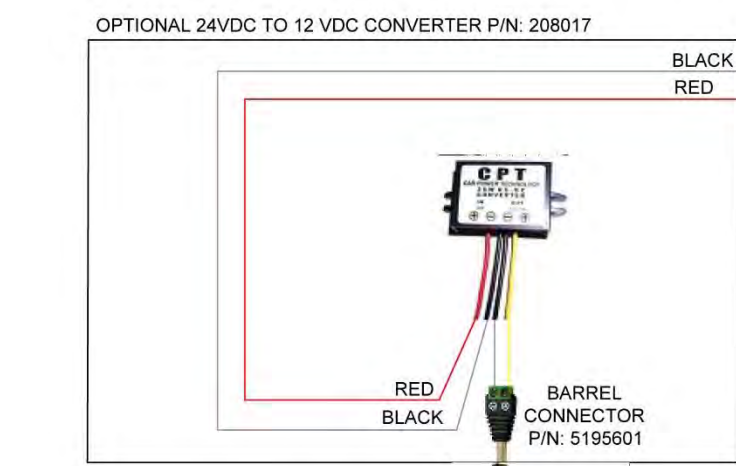 OPTIONAL 24VDC TO 12 VDC CONVERTER P/N: 208017
BLACK
RED
CPT
CAR POWER TECHNOLOGY
CONVERTER
RED
BLACK
BARREL
CONNECTOR
P/N: 5195601